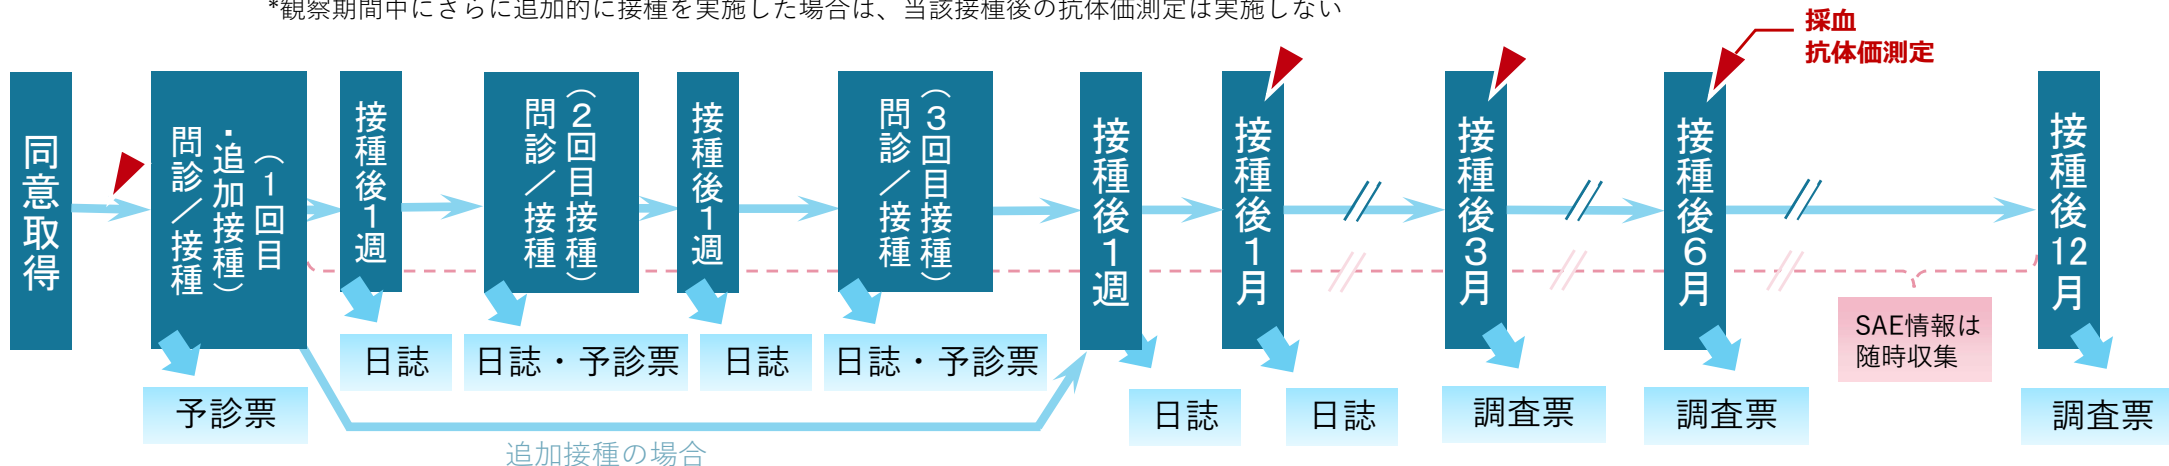 *観察期間中にさらに追加的に接種を実施した場合は、当該接種後の抗体価測定は実施しない
採血
抗体価測定
同意取得
（1回目
・追加接種）
問診／接種
接種後1週
（2回目接種）
問診／接種
接種後1週
（3回目接種）
問診／接種
接種後1週
接種後1月
接種後3月
接種後6月
接種後12月
SAE情報は
随時収集
日誌
日誌・予診票
日誌
日誌・予診票
予診票
日誌
日誌
調査票
調査票
調査票
追加接種の場合